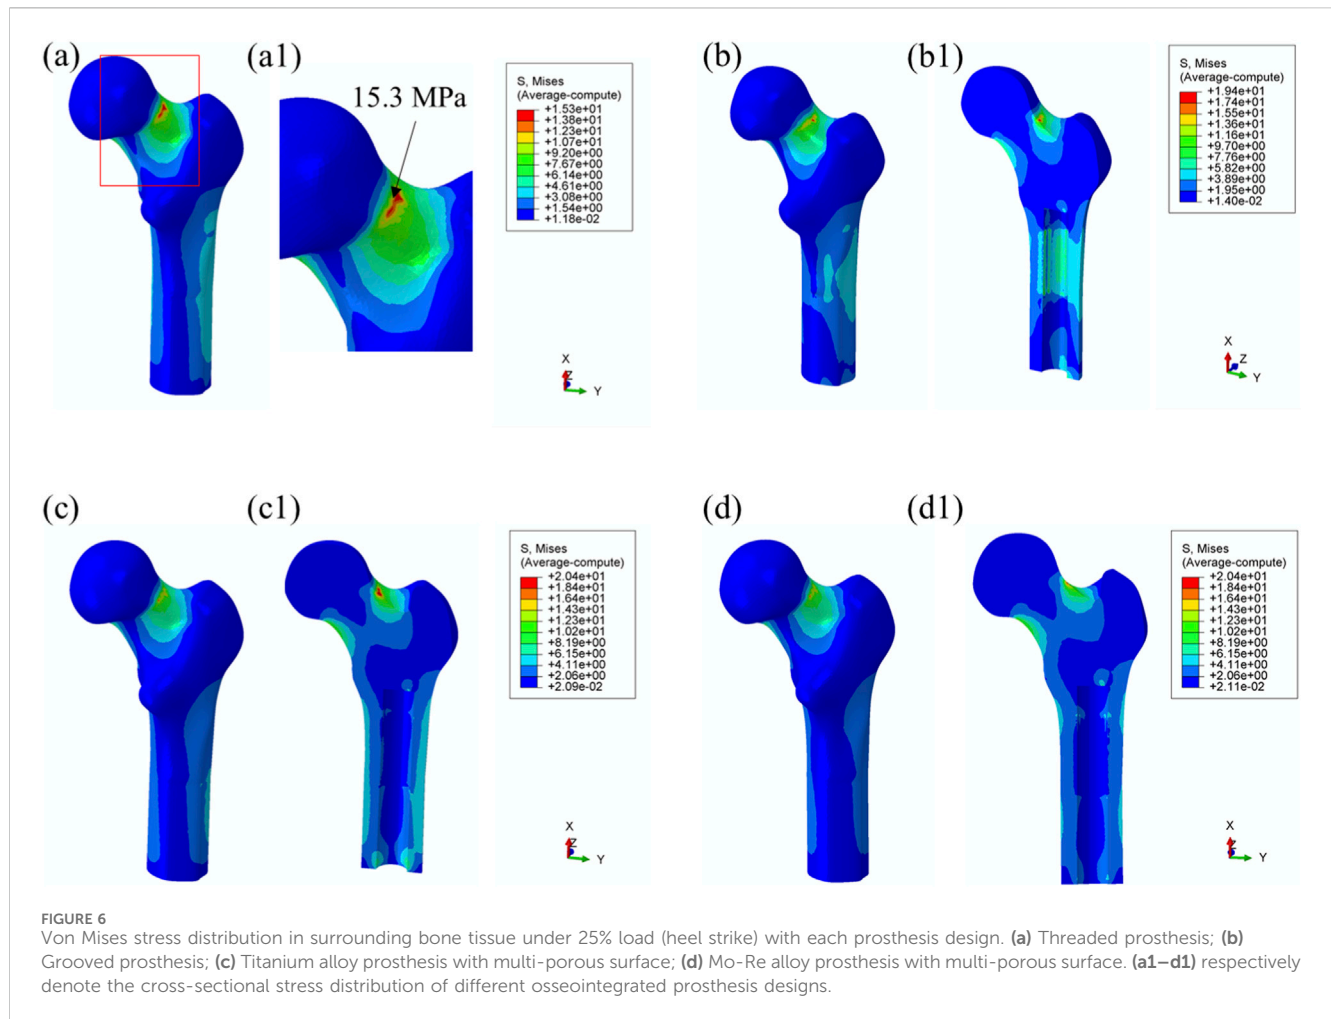 (a)
(a1)
15.3 MPa
S, Mises
(Average-compute)
+1.53e+01
+1.38e+01
+1.23e+01
+1.07e+01
+9.20e+00
+7.67e+00
+6.14e+00
+4.61e+00
+3.08e+00
+1.54e+00
+1.18e-02
X
Z
Y
(b)
(b1)
S, Mises
(Average-compute)
+1.94e+01
+1.74e+01
+1.55e+01
+1.36e+01
+1.16e+01
+9.70e+00
+7.76e+00
+5.82e+00
+3.89e+00
+1.95e+00
+1.40e-02
X
Z
Y
(c)
(c1)
S, Mises
(Average-compute)
+2.04e+01
+1.84e+01
+1.64e+01
+1.43e+01
+1.23e+01
+1.02e+01
+8.19e+00
+6.15e+00
+4.11e+00
+2.06e+00
+2.09e-02
X
Z
Y
(d)
(d1)
S, Mises
(Average-compute)
+2.04e+01
+1.84e+01
+1.64e+01
+1.43e+01
+1.23e+01
+1.02e+01
+8.19e+00
+6.15e+00
+4.11e+00
+2.06e+00
+2.11e-02
X
Z
Y
FIGURE 6
Von Mises stress distribution in surrounding bone tissue under 25% load (heel strike) with each prosthesis design. (a) Threaded prosthesis; (b)
Grooved prosthesis; (c) Titanium alloy prosthesis with multi-porous surface; (d) Mo-Re alloy prosthesis with multi-porous surface. (a1–d1) respectively
denote the cross-sectional stress distribution of different osseointegrated prosthesis designs.